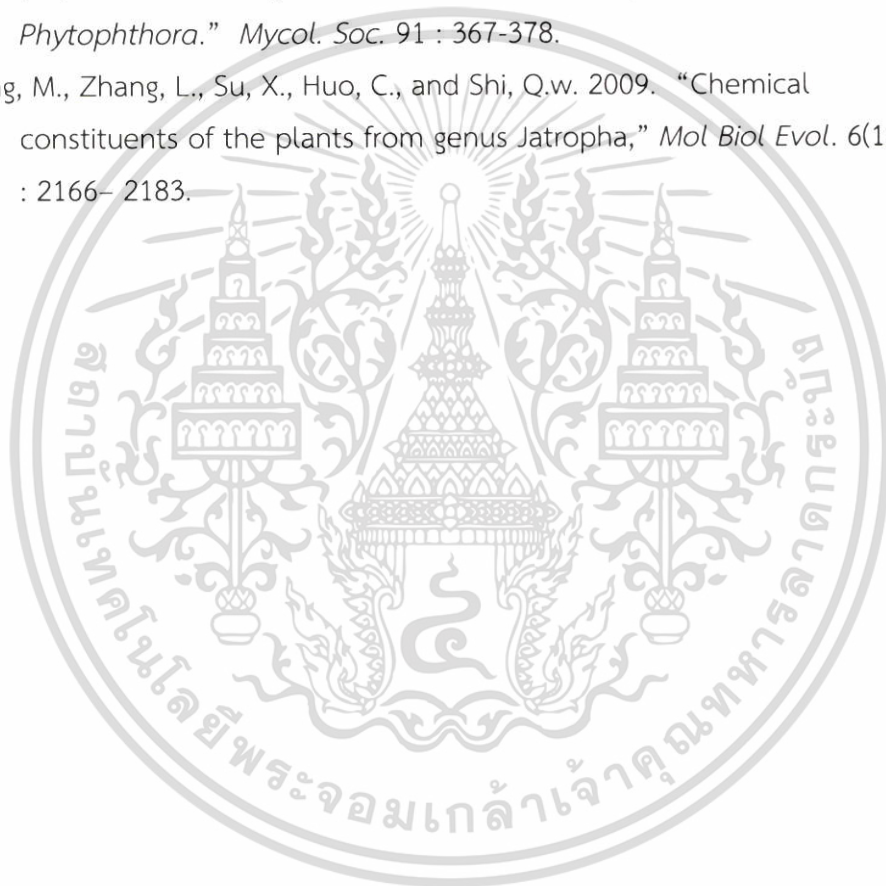 Phytophthora.” Mycol. Soc. 91 : 367-378.
g, M., Zhang, L., Su, X., Huo, C., and Shi, Q.w. 2009. “Chemical
constituents of the plants from genus Jatropha,” Mol Biol Evol. 6(1
: 2166– 2183.
สถาบันเทคโนโลยีพระจอมเกล้าเจ้าคุณทหารลาดกระบัง
๔